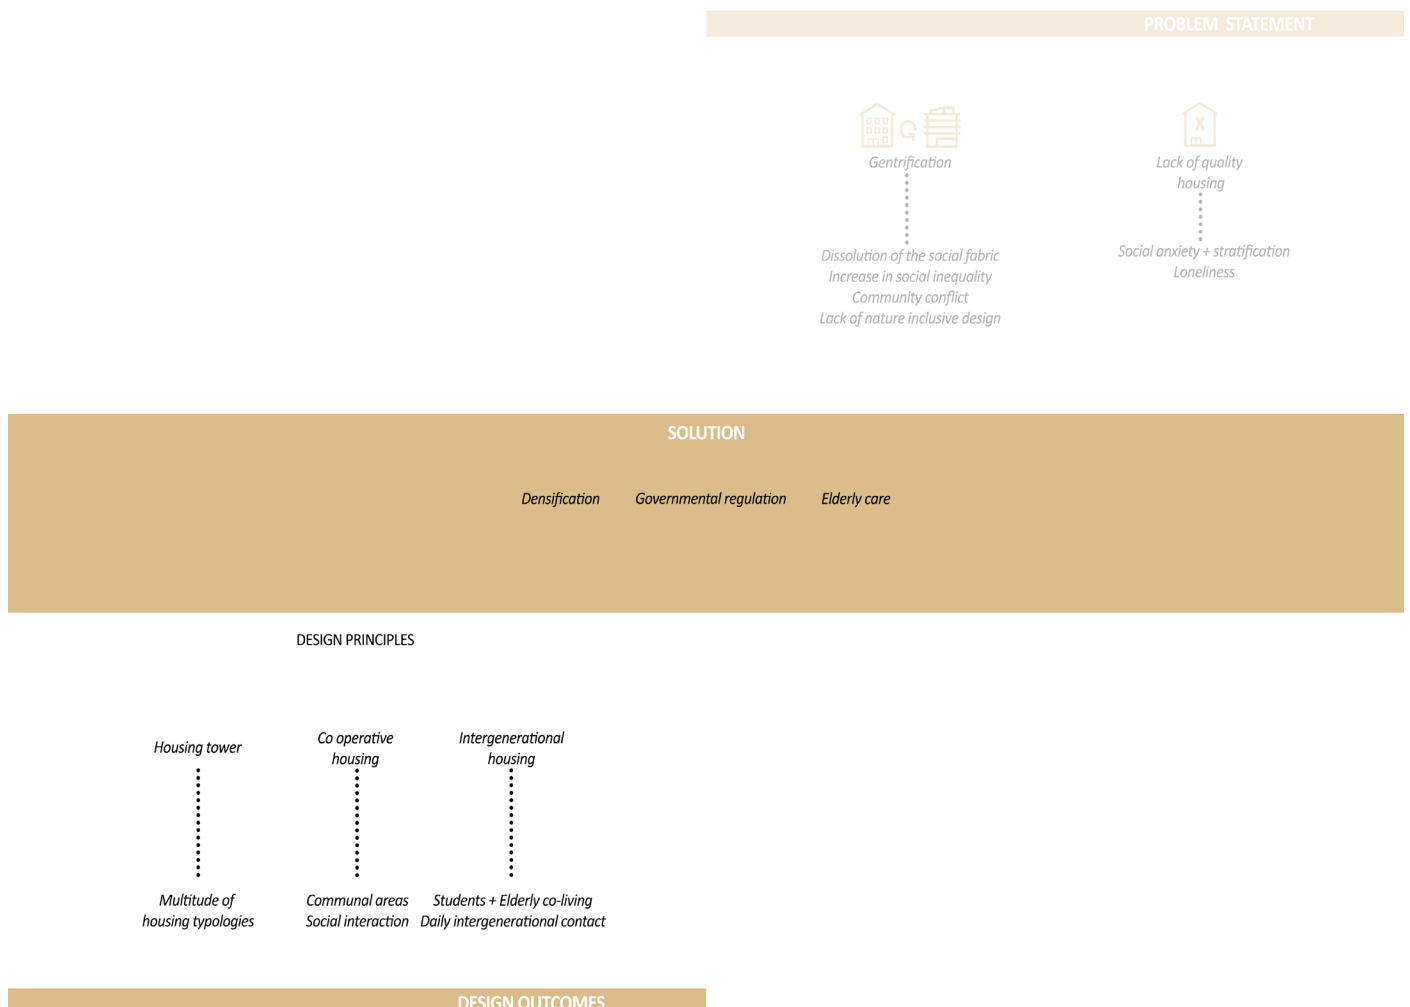 PROBLEM STATEMENT
X
Gentrification
Lack of quality
housing
Dissolution of the social fabric
Increase in social inequality
Community conflict
Lack of nature inclusive design
Social anxiety + stratification
Loneliness
SOLUTION
Densification Governmental regulation Elderly care
DESIGN PRINCIPLES
Housing tower
Co operative
housing
Intergenerational
housing
Multitude of
housing typologies
Communal areas
Social interaction
Students + Elderly co-living
Daily intergenerational contact
DESIGN OUTCOMES